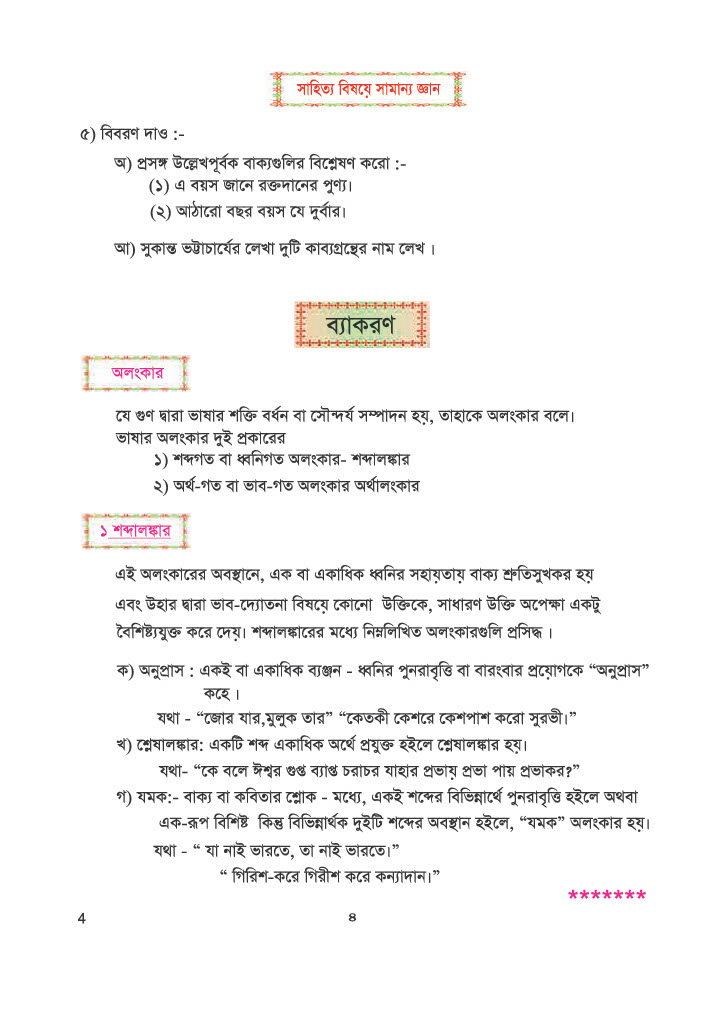 সাহিত্য বিষয়ে সামান্য জ্ঞান
৫) বিবরণ দাও :-
অ) প্রসঙ্গ উল্লেখপূর্বক বাক্যগুলির বিশ্লেষণ করো :-
(১) এ বয়স জানে রক্তদানের পুণ্য।
(২) আঠারো বছর বয়স যে দুর্বার।
আ) সুকান্ত ভট্টাচার্যের লেখা দুটি কাব্যগ্রন্থের নাম লেখ ।
ব্যাকরণ
অলংকার
যে গুণ দ্বারা ভাষার শক্তি বর্ধন বা সৌন্দর্য সম্পাদন হয়, তাহাকে অলংকার বলে।
ভাষার অলংকার দুই প্রকারের
১) শব্দগত বা ধ্বনিগত অলংকার- শব্দালঙ্কার
২) অর্থ-গত বা ভাব-গত অলংকার অর্থালংকার
১ শব্দালঙ্কার
এই অলংকারের অবস্থানে, এক বা একাধিক ধ্বনির সহায়তায় বাক্য শ্রুতিসুখকর হয়
এবং উহার দ্বারা ভাব-দ্যোতনা বিষয়ে কোনো উক্তিকে, সাধারণ উক্তি অপেক্ষা একটু
বৈশিষ্ট্যযুক্ত করে দেয়। শব্দালঙ্কারের মধ্যে নিম্নলিখিত অলংকারগুলি প্রসিদ্ধ ।
ক) অনুপ্রাস : একই বা একাধিক ব্যঞ্জন - ধ্বনির পুনরাবৃত্তি বা বারংবার প্রয়োগকে “অনুপ্রাস”
কহে ।
যথা - “জোর যার,মুলুক তার” “কেতকী কেশরে কেশপাশ করো সুরভী।”
খ) শ্লেষালঙ্কার: একটি শব্দ একাধিক অর্থে প্রযুক্ত হইলে শ্লেষালঙ্কার হয়।
যথা- “কে বলে ঈশ্বর গুপ্ত ব্যাপ্ত চরাচর যাহার প্রভায় প্রভা পায় প্রভাকর?”
গ) যমক:- বাক্য বা কবিতার শ্লোক - মধ্যে, একই শব্দের বিভিন্নার্থে পুনরাবৃত্তি হইলে অথবা
এক-রূপ বিশিষ্ট কিন্তু বিভিন্নার্থক দুইটি শব্দের অবস্থান হইলে, “যমক” অলংকার হয়।
যথা - “ যা নাই ভারতে, তা নাই ভারতে।”
“ গিরিশ-করে গিরীশ করে কন্যাদান।”
*******
4 ৪